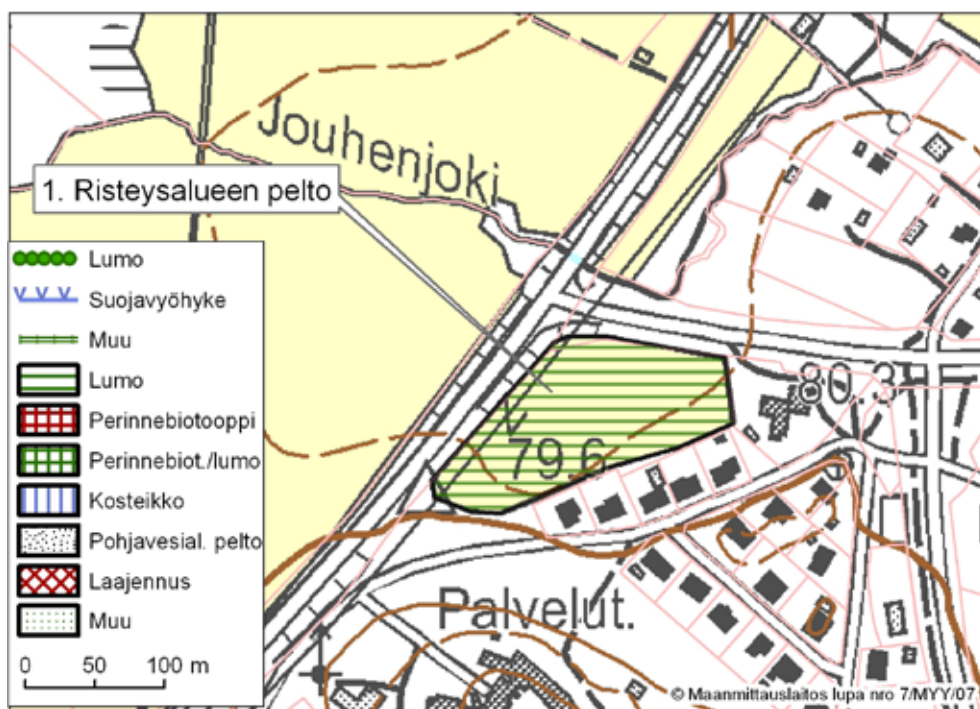 Jouhenjoki
1. Risteysalueen pelto
Lumo
Suojavyöhyke
Muu
Lumo
Perinnebiotooppi
Perinnebiot./lumo
Kosteikko
Pohjavesial. pelto
Laajennus
Muu
0 50 100 m
80.3
79.6
Palvelut.
© Maanmittauslaitos lupa nro 7/MYY/07